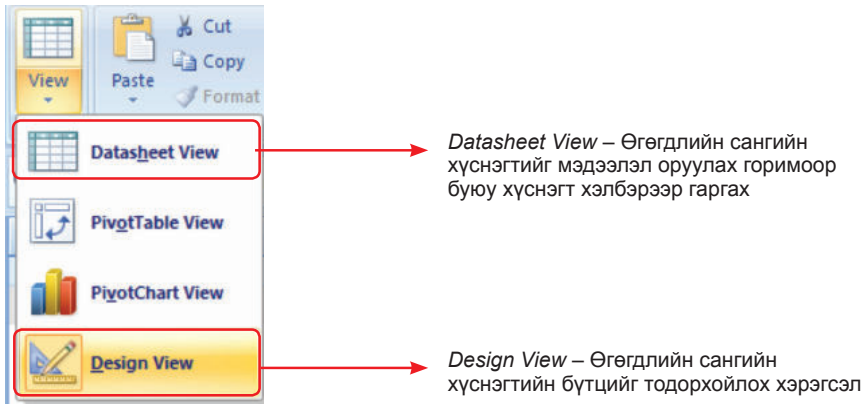 Cut
Copy
View
Paste
Format
Datasheet View
PivotTable View
PivotChart View
Design View
Datasheet View – Өгөгдлийн сангийн
хүснэгтийг мэдээлэл оруулах горимоор
буюу хүснэгт хэлбэрээр гаргах
Design View – Өгөгдлийн сангийн
хүснэгтийн бүтцийг тодорхойлох хэрэгсэл